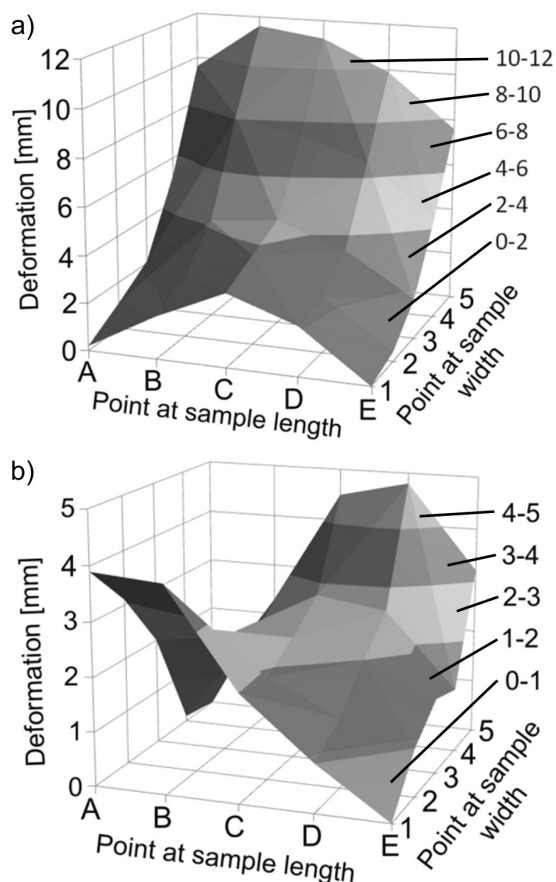 a)
12
10
8
6
4
2
0
Deformation [mm]
A
B
C
D
E
Point at sample length
1
2
3
4
5
Point at sample
width
10-12
8-10
6-8
4-6
2-4
0-2
b)
5
4
3
2
1
0
Deformation [mm]
A
B
C
D
E
Point at sample length
1
2
3
4
5
Point at sample
width
4-5
3-4
2-3
1-2
0-1